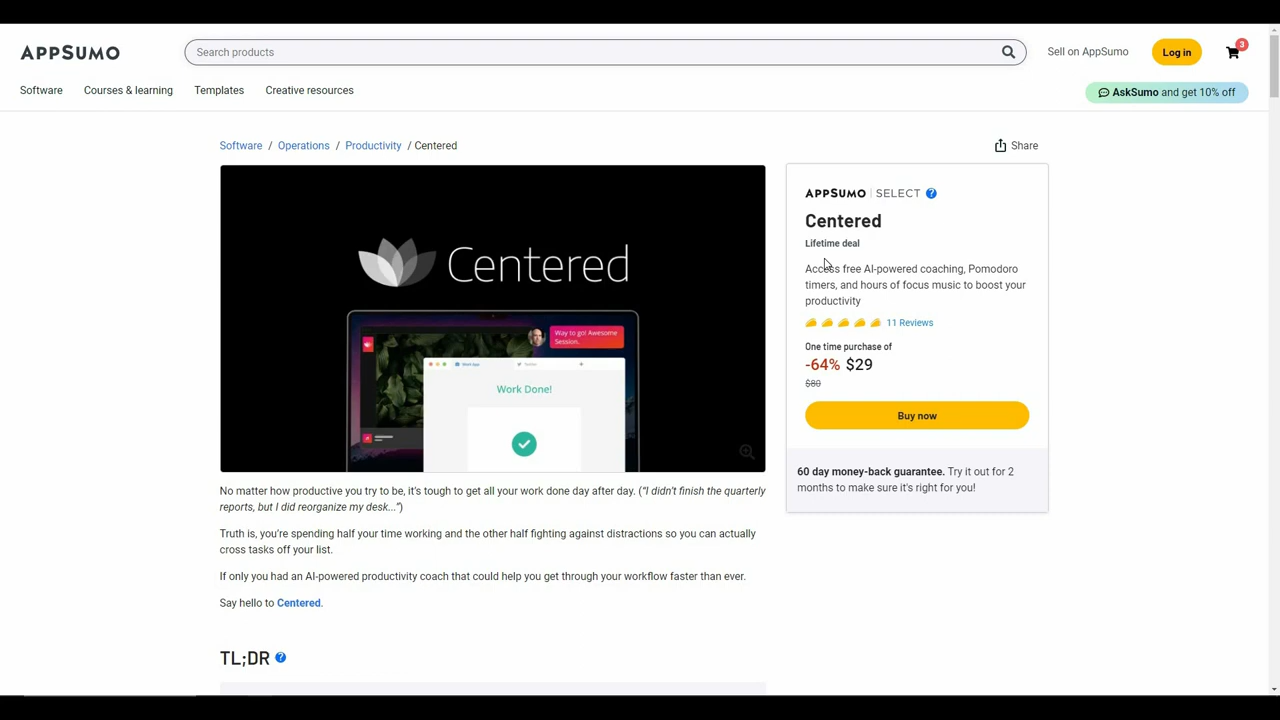 APPSUMO
Search products
Sell on AppSumo
Log in
3
Software
Courses & learning
Templates
Creative resources
AskSumo and get 10% off
Software / Operations / Productivity / Centered
Share
Centered
Way to go! Awesome
Session.
Work App
Twitter
Work Done!
APPSUMO | SELECT ?
Centered
Lifetime deal
Access free AI-powered coaching, Pomodoro
timers, and hours of focus music to boost your
productivity
11 Reviews
One time purchase of
-64% $29
$80
Buy now
60 day money-back guarantee. Try it out for 2
months to make sure it's right for you!
No matter how productive you try to be, it's tough to get all your work done day after day. (“I didn't finish the quarterly
reports, but I did reorganize my desk...”)
Truth is, you're spending half your time working and the other half fighting against distractions so you can actually
cross tasks off your list.
If only you had an AI-powered productivity coach that could help you get through your workflow faster than ever.
Say hello to Centered.
TL;DR ?